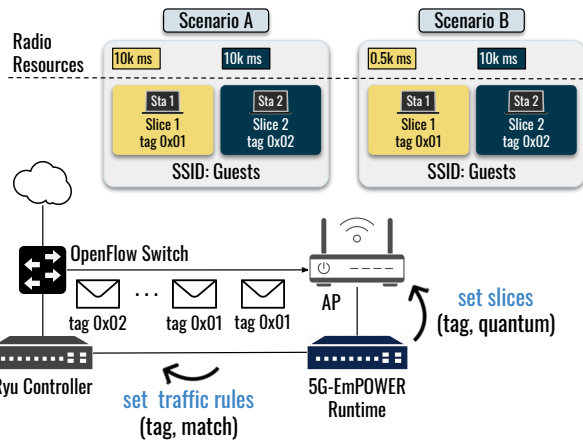 Scenario A
Scenario B
Radio
Resources
10k ms
10k ms
0.5k ms
10k ms
Sta 1
Slice 1
tag 0x01
Sta 2
Slice 2
tag 0x02
SSID: Guests
Sta 1
Slice 1
tag 0x01
Sta 2
Slice 2
tag 0x02
SSID: Guests
OpenFlow Switch
tag 0x02
...
tag 0x01
tag 0x01
AP
set slices
(tag, quantum)
Ryu Controller
set traffic rules
(tag, match)
5G-EmPOWER
Runtime